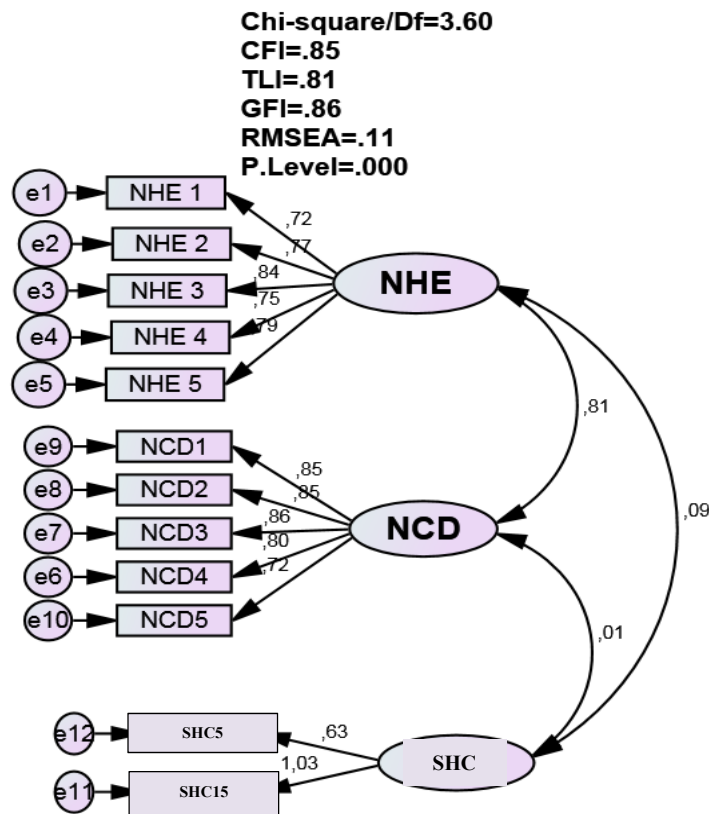 Chi-square/Df=3.60
CFI=.85
TLI=.81
GFI=.86
RMSEA=.11
P.Level=.000
e1 NHE 1
,72
e2 NHE 2
,77
NHE
e3 NHE 3
,84
e4 NHE 4
,75
e5 NHE 5
,79
,81
e9 NCD1
,85
e8 NCD2
,85
,09
e7 NCD3
,86
NCD
e6 NCD4
,80
e10 NCD5
,72
,01
e12 SHC5
,63
SHC
e11 SHC15
1,03